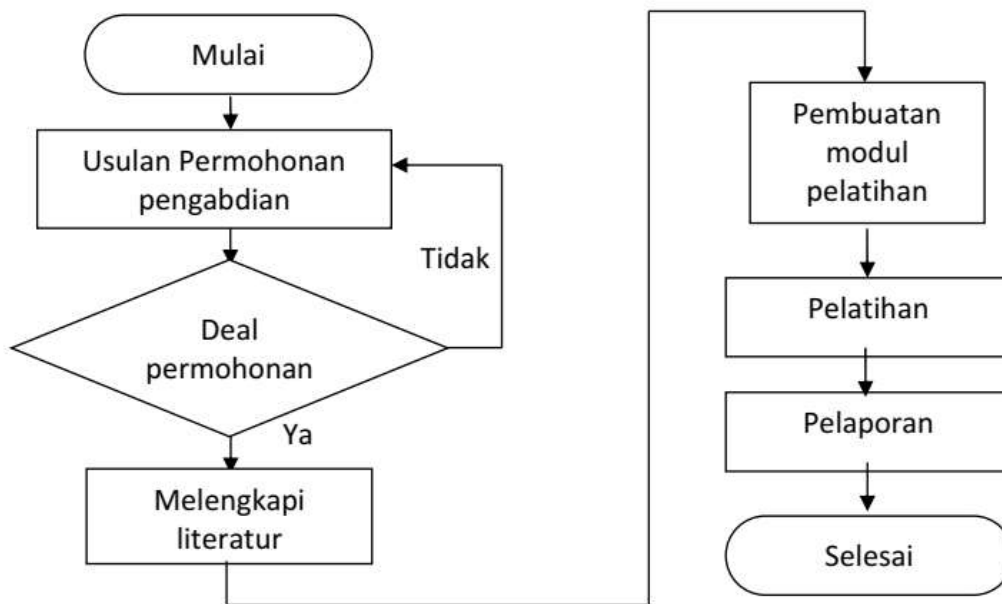 Mulai
Usulan Permohonan
pengabdian
Tidak
Deal
permohonan
Ya
Melengkapi
literatur
Pembuatan
modul
pelatihan
Pelatihan
Pelaporan
Selesai